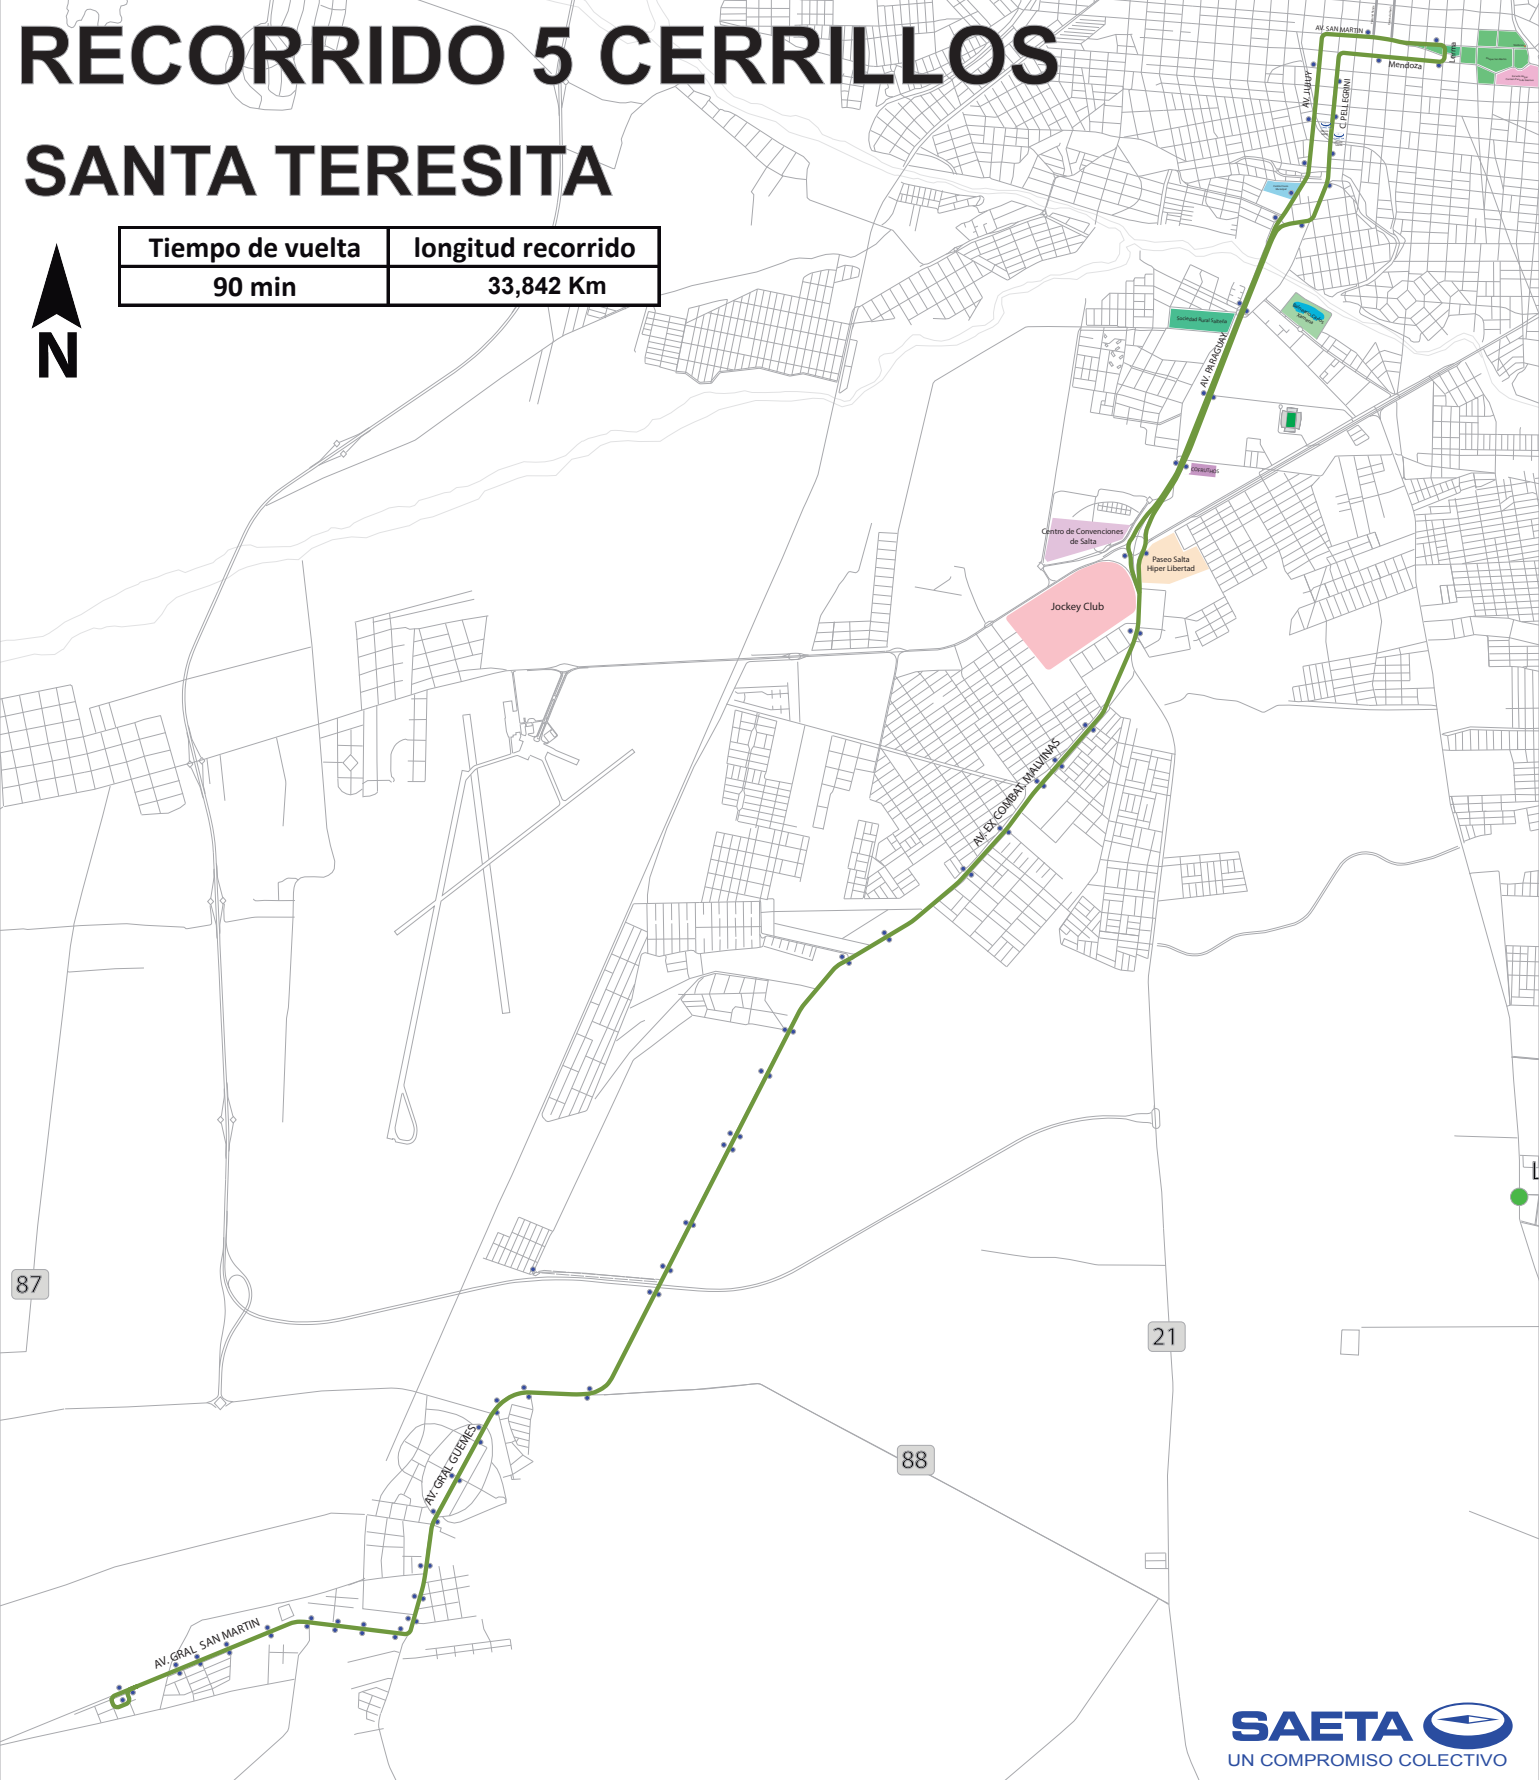 RECORRIDO 5 CERRILLOS
SANTA TERESITA
Tiempo de vuelta longitud recorrido
90 min 33,842 Km
N
AV. SAN MARTIN
Lerma
Mendoza
AV. JUJUY
C. PELLEGRINI
Sociedad Rural Salteña
AV. PARAGUAY
Centro de Convenciones
de Salta
Paseo Salta
Hiper Libertad
Jockey Club
AV. EX COMBAT. MALVINAS
L
87
21
88
AV. GRAL GUEMES
AV. GRAL SAN MARTIN
SAETA
UN COMPROMISO COLECTIVO